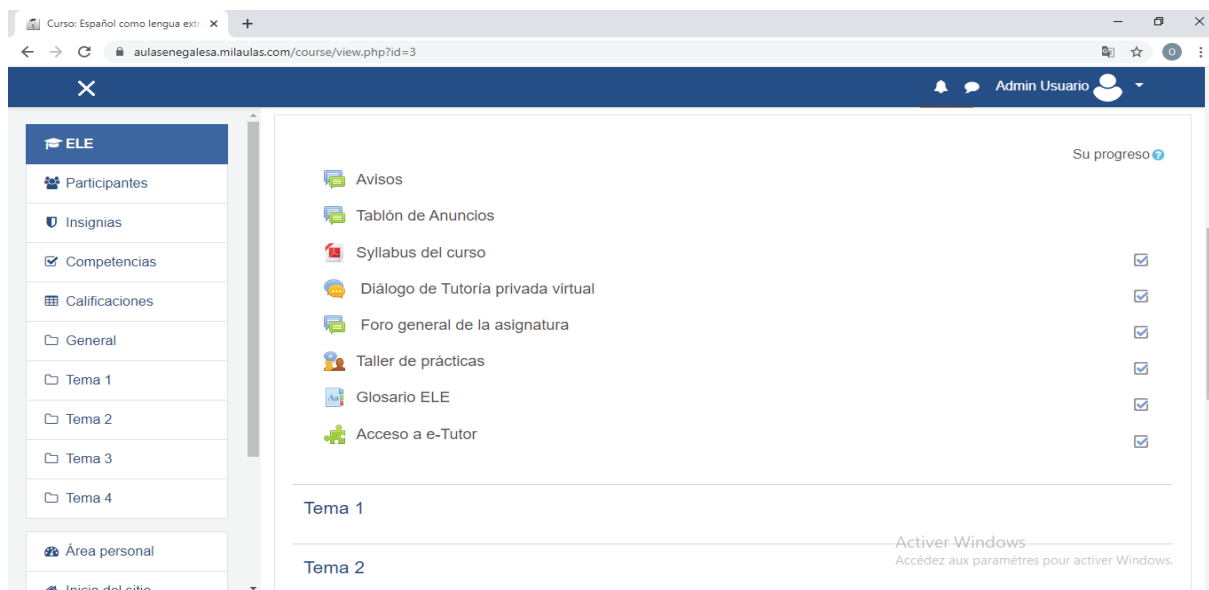 Curso: Español como lengua extr
aulasenegalesa.milaulas.com/course/view.php?id=3
O
Admin Usuario
ELE
Participantes
Insignias
Competencias
Calificaciones
General
Tema 1
Tema 2
Tema 3
Tema 4
Área personal
Inicio del sitio
Su progreso
Avisos
Tablón de Anuncios
Syllabus del curso
Diálogo de Tutoría privada virtual
Foro general de la asignatura
Taller de prácticas
Glosario ELE
Acceso a e-Tutor
Tema 1
Tema 2
Activer Windows
Accédez aux paramètres pour activer Windows.